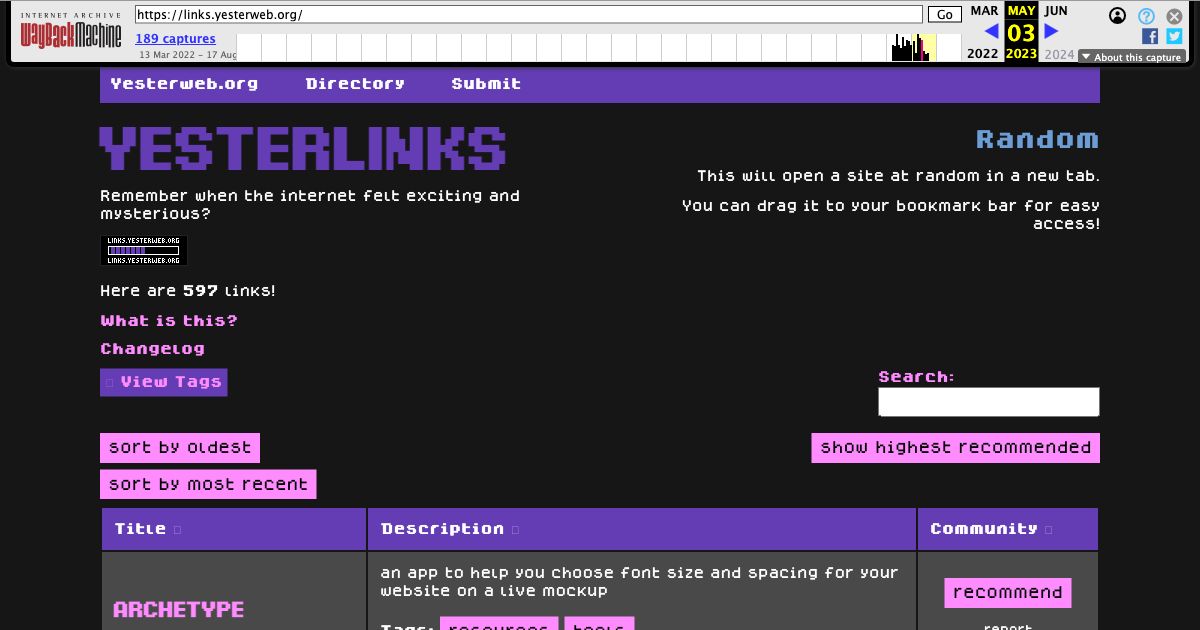 INTERNET ARCHIVE
WayBackMachine
https://links.yesterweb.org/
Go
189 captures
13 Mar 2022 – 17 Aug
MAR MAY JUN
03
2022 2023 2024
About this capture
Yesterweb.org Directory Submit
YESTERLINKS
Remember when the internet felt exciting and
mysterious?
LINKS.YESTERWEB.ORG
LINKS.YESTERWEB.ORG
Here are 597 links!
What is this?
Changelog
View Tags
Random
This will open a site at random in a new tab.
You can drag it to your bookmark bar for easy
access!
Search:
sort by oldest
sort by most recent
show highest recommended
Title Description Community
ARCHETYPE
an app to help you choose font size and spacing for your
website on a live mockup
Tags: resources tools
recommend
report